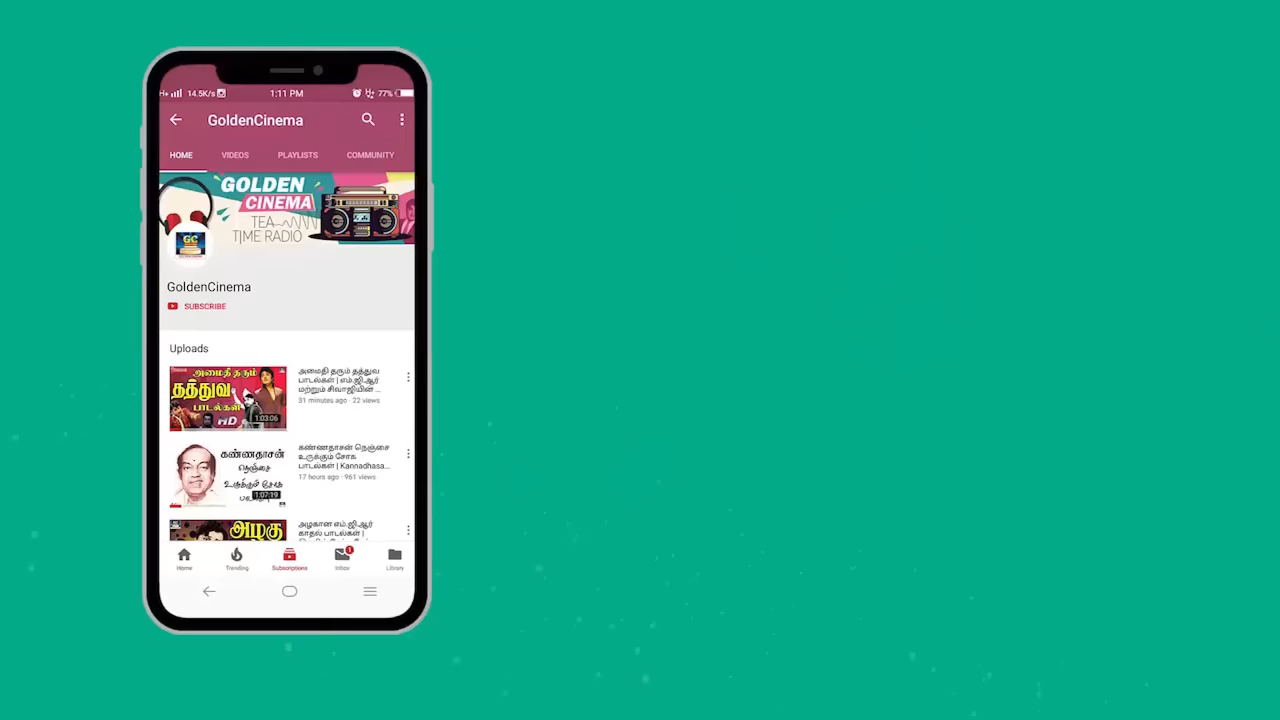 H+ 14.5K/s 1:11 PM 77%
GoldenCinema
HOME VIDEOS PLAYLISTS COMMUNITY
GOLDEN
CINEMA
TEA
TIME RADIO
GC
GoldenCinema
SUBSCRIBE
Uploads
அமைதி தரும்
தத்துவ
பாடல்கள்
HD
1:03:06
அமைதி தரும் தத்துவ
பாடல்கள் | எம்.ஜி.ஆர்
மற்றும் சிவாஜியின் ...
31 minutes ago · 22 views
கண்ணதாசன்
நெஞ்சை
உருக்கும் சோக
1:07:19
கண்ணதாசன் நெஞ்சை
உருக்கும் சோக
பாடல்கள் | Kannadhasa...
17 hours ago · 961 views
அழகு
அழகான எம்.ஜி.ஆர்
காதல் பாடல்கள் |
Home Trending Subscriptions 1 Inbox Library